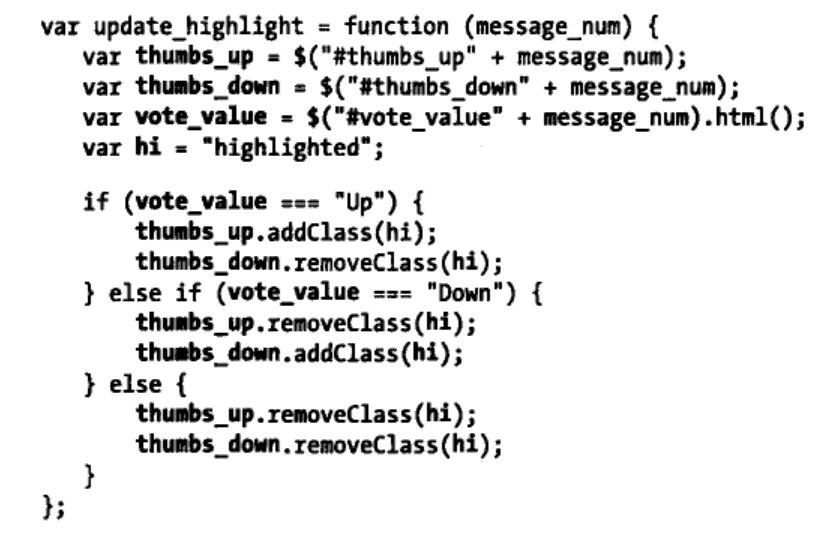 var update_highlight = function (message_num) {
   var thumbs_up = $("#thumbs_up" + message_num);
   var thumbs_down = $("#thumbs_down" + message_num);
   var vote_value = $("#vote_value" + message_num).html();
   var hi = "highlighted";

   if (vote_value === "Up") {
       thumbs_up.addClass(hi);
       thumbs_down.removeClass(hi);
   } else if (vote_value === "Down") {
       thumbs_up.removeClass(hi);
       thumbs_down.addClass(hi);
   } else {
       thumbs_up.removeClass(hi);
       thumbs_down.removeClass(hi);
   }
};